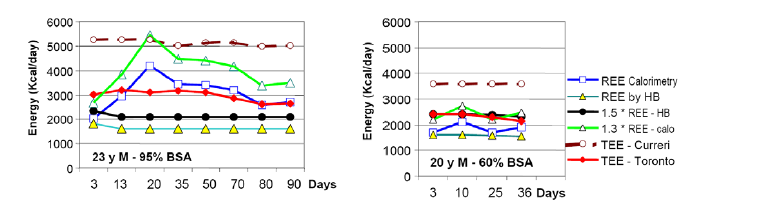 Energy (Kcal/day)
6000
5000
4000
3000
2000
1000
0
23 y M - 95% BSA
3 13 20 35 50 70 80 90 Days
Energy (Kcal/day)
6000
5000
4000
3000
2000
1000
0
20 y M - 60% BSA
3 10 25 36 Days
REE Calorimetry
REE by HB
1.5 * REE - HB
1.3 * REE - calo
TEE - Curreri
TEE - Toronto